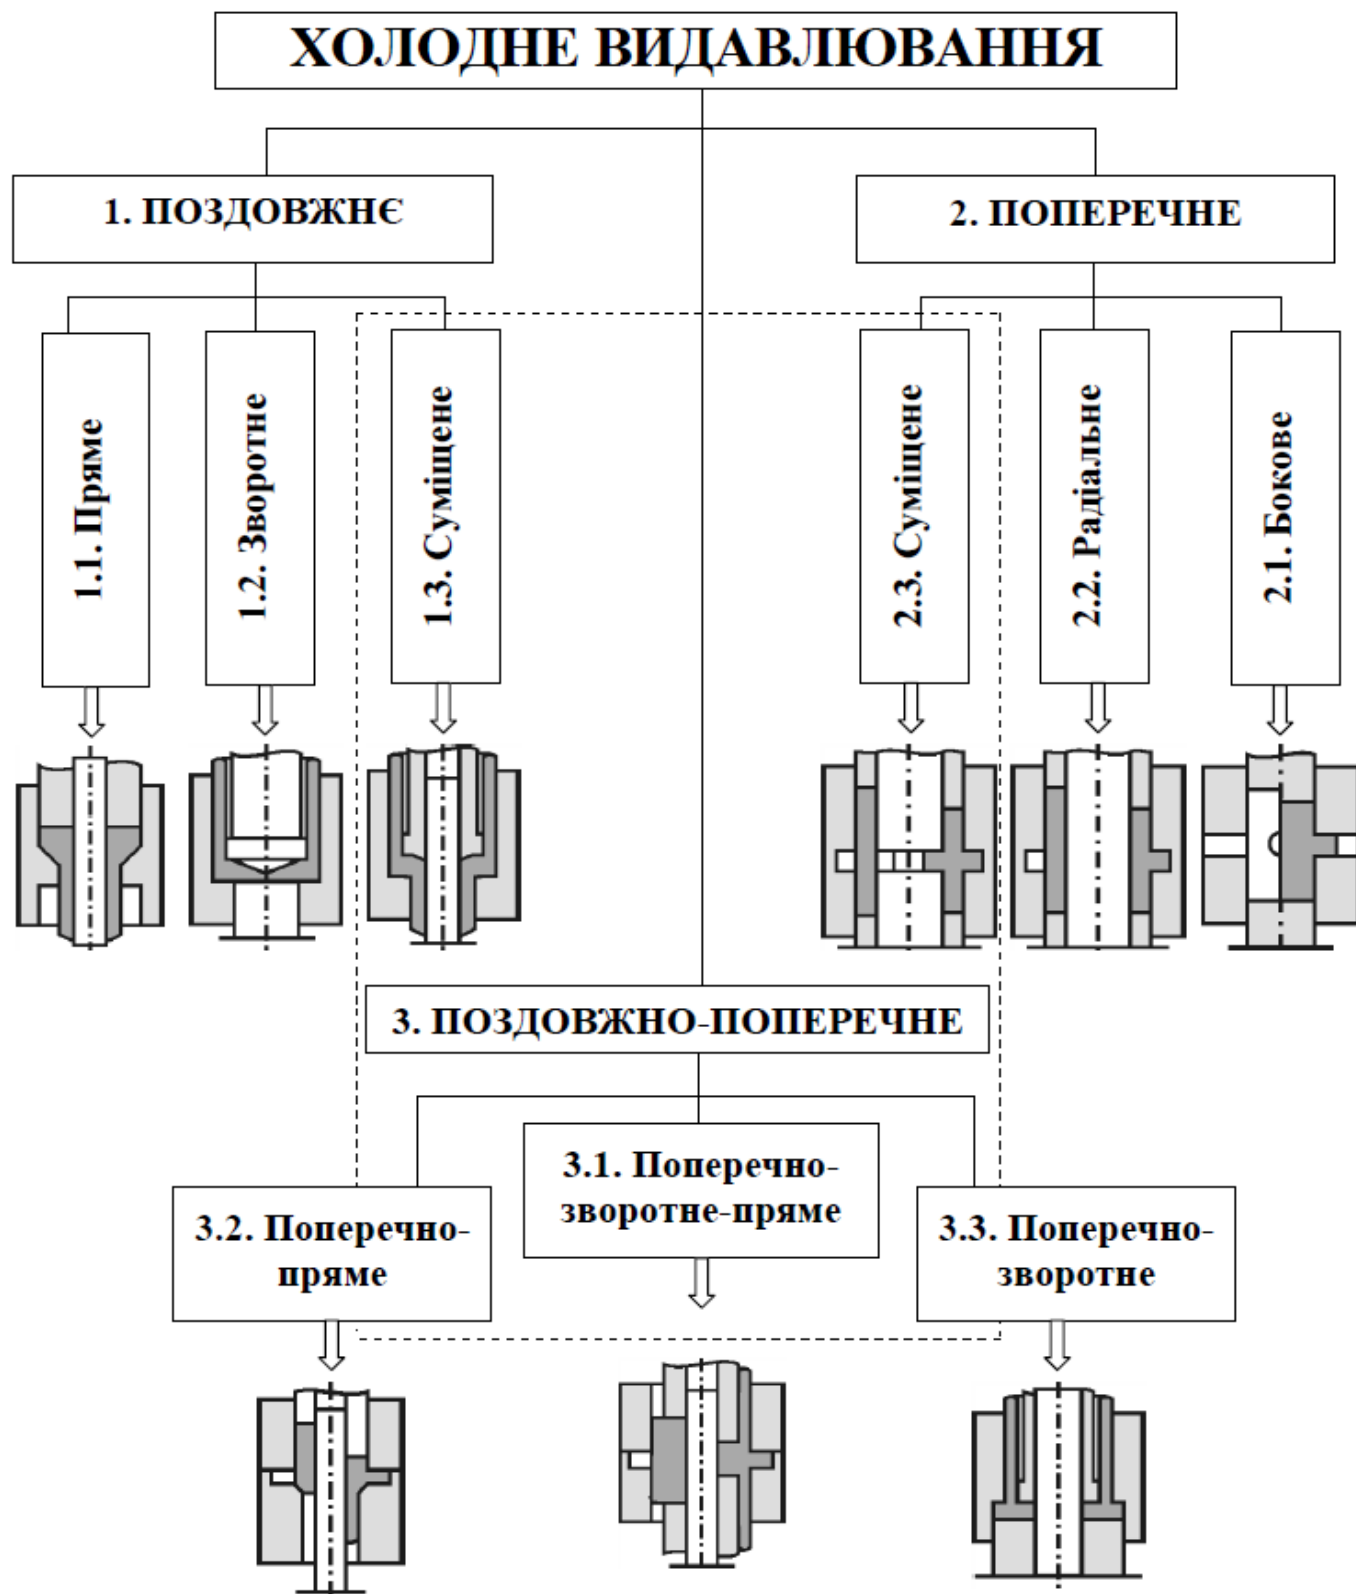 ХОЛОДНЕ ВИДАВЛЮВАННЯ
1. ПОЗДОВЖНЄ
2. ПОПЕРЕЧНЕ
1.1. Пряме
1.2. Зворотне
1.3. Суміщене
2.3. Суміщене
2.2. Радіальне
2.1. Бокове
3. ПОЗДОВЖНО-ПОПЕРЕЧНЕ
3.2. Поперечно-
пряме
3.1. Поперечно-
зворотне-пряме
3.3. Поперечно-
зворотне